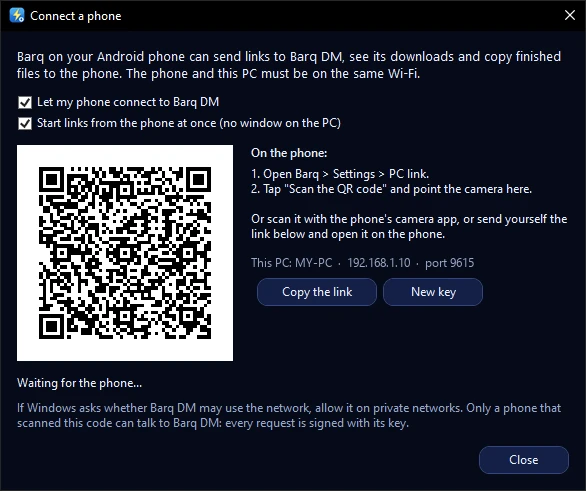 Connect a phone
Barq on your Android phone can send links to Barq DM, see its downloads and copy finished
files to the phone. The phone and this PC must be on the same Wi-Fi.
Let my phone connect to Barq DM
Start links from the phone at once (no window on the PC)
On the phone:
1. Open Barq > Settings > PC link.
2. Tap "Scan the QR code" and point the camera here.
Or scan it with the phone's camera app, or send yourself the
link below and open it on the phone.
This PC: MY-PC · 192.168.1.10 · port 9615
Copy the link
New key
Waiting for the phone...
If Windows asks whether Barq DM may use the network, allow it on private networks. Only a phone that
scanned this code can talk to Barq DM: every request is signed with its key.
Close